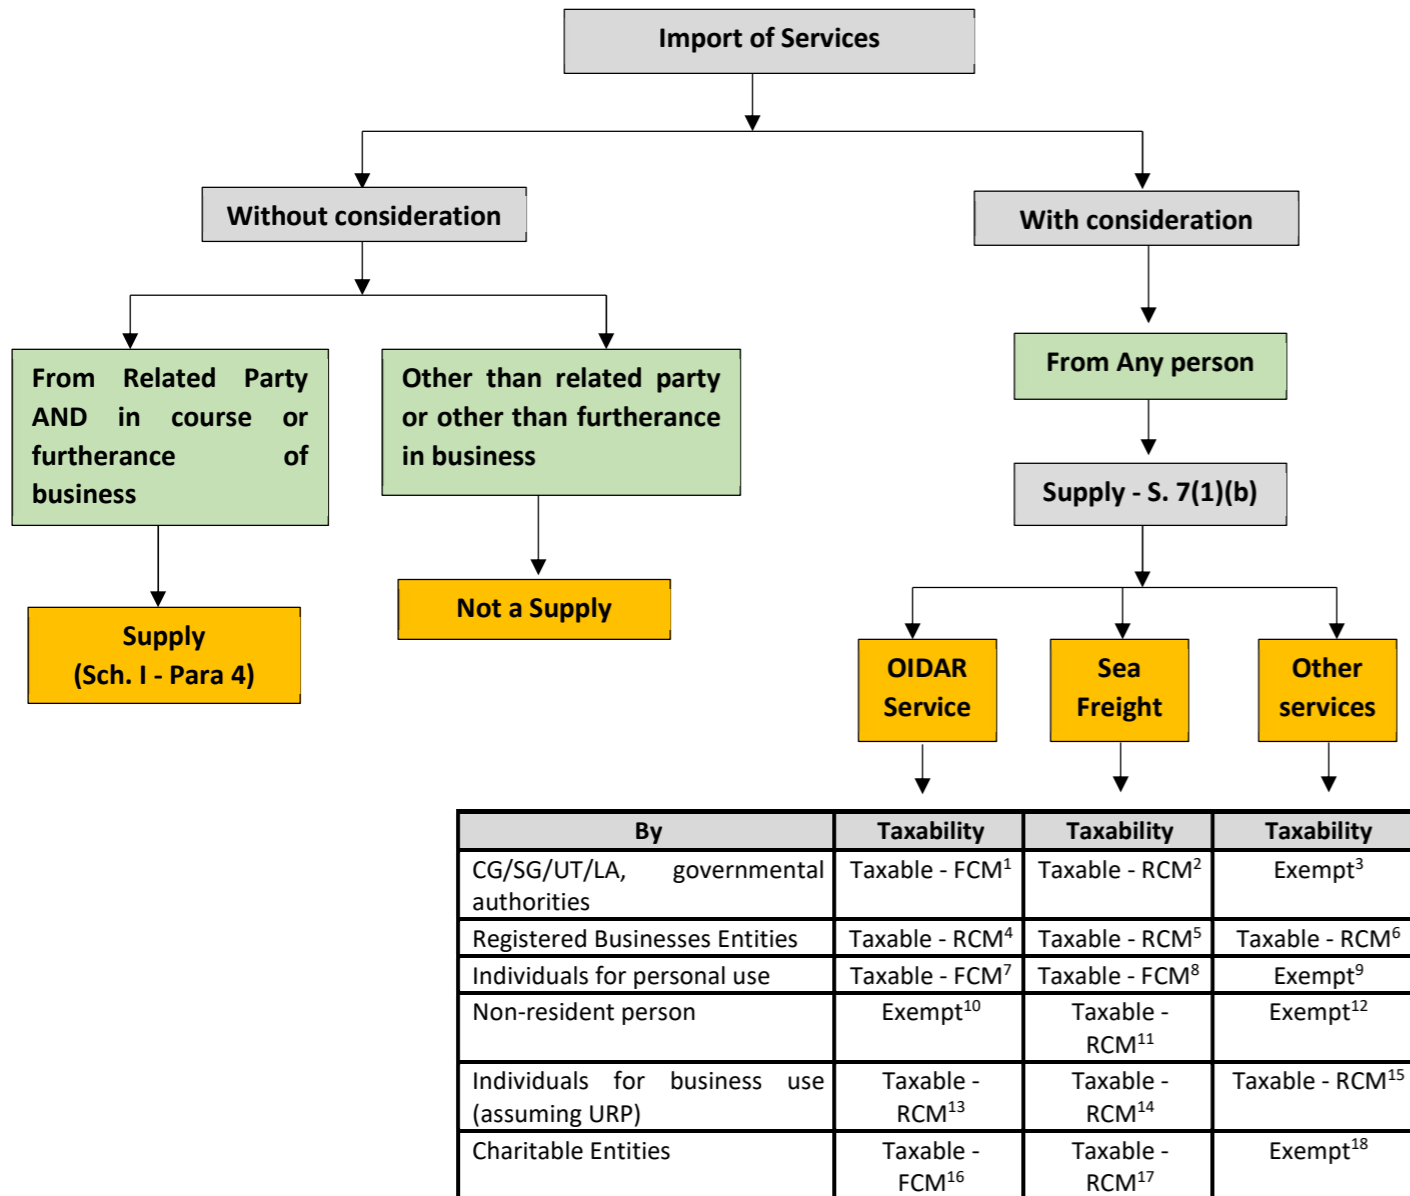 Import of Services
Without consideration
With consideration
From Related Party
AND in course or
furtherance of
business
Other than related party
or other than furtherance
in business
From Any person
Supply - S. 7(1)(b)
Supply
(Sch. I - Para 4)
Not a Supply
OIDAR
Service
Sea
Freight
Other
services
By Taxability Taxability Taxability
CG/SG/UT/LA, governmental Taxable - FCM¹ Taxable - RCM² Exempt³
authorities
Registered Businesses Entities Taxable - RCM⁴ Taxable - RCM⁵ Taxable - RCM⁶
Individuals for personal use Taxable - FCM⁷ Taxable - FCM⁸ Exempt⁹
Non-resident person Exempt¹⁰ Taxable - Exempt¹²
RCM¹¹
Individuals for business use Taxable - Taxable - Taxable - RCM¹⁵
(assuming URP) RCM¹³ RCM¹⁴
Charitable Entities Taxable - Taxable - Exempt¹⁸
FCM¹⁶ RCM¹⁷